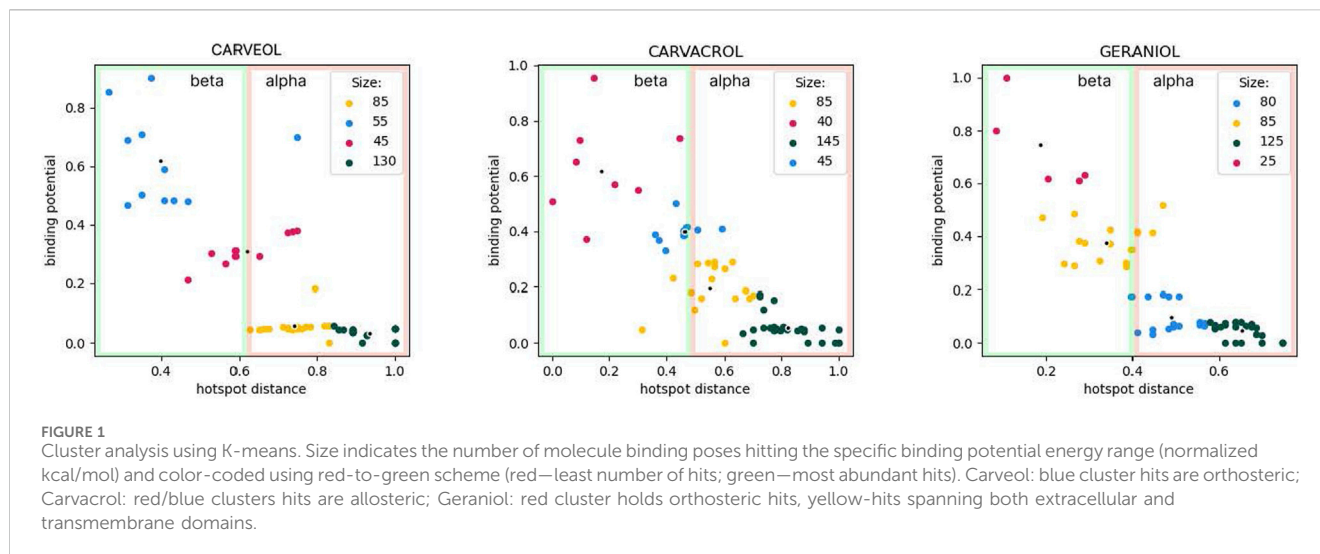 CARVEOL
beta
alpha
Size:
85
55
45
130
binding potential
0.8
0.6
0.4
0.2
0.0
0.4
0.6
0.8
1.0
hotspot distance
CARVACROL
beta
alpha
Size:
85
40
145
45
binding potential
1.0
0.8
0.6
0.4
0.2
0.0
0.0
0.2
0.4
0.6
0.8
1.0
hotspot distance
GERANIOL
beta
alpha
Size:
80
85
125
25
binding potential
1.0
0.8
0.6
0.4
0.2
0.0
0.2
0.4
0.6
hotspot distance
FIGURE 1
Cluster analysis using K-means. Size indicates the number of molecule binding poses hitting the specific binding potential energy range (normalized
kcal/mol) and color-coded using red-to-green scheme (red—least number of hits; green—most abundant hits). Carveol: blue cluster hits are orthosteric;
Carvacrol: red/blue clusters hits are allosteric; Geraniol: red cluster holds orthosteric hits, yellow-hits spanning both extracellular and
transmembrane domains.